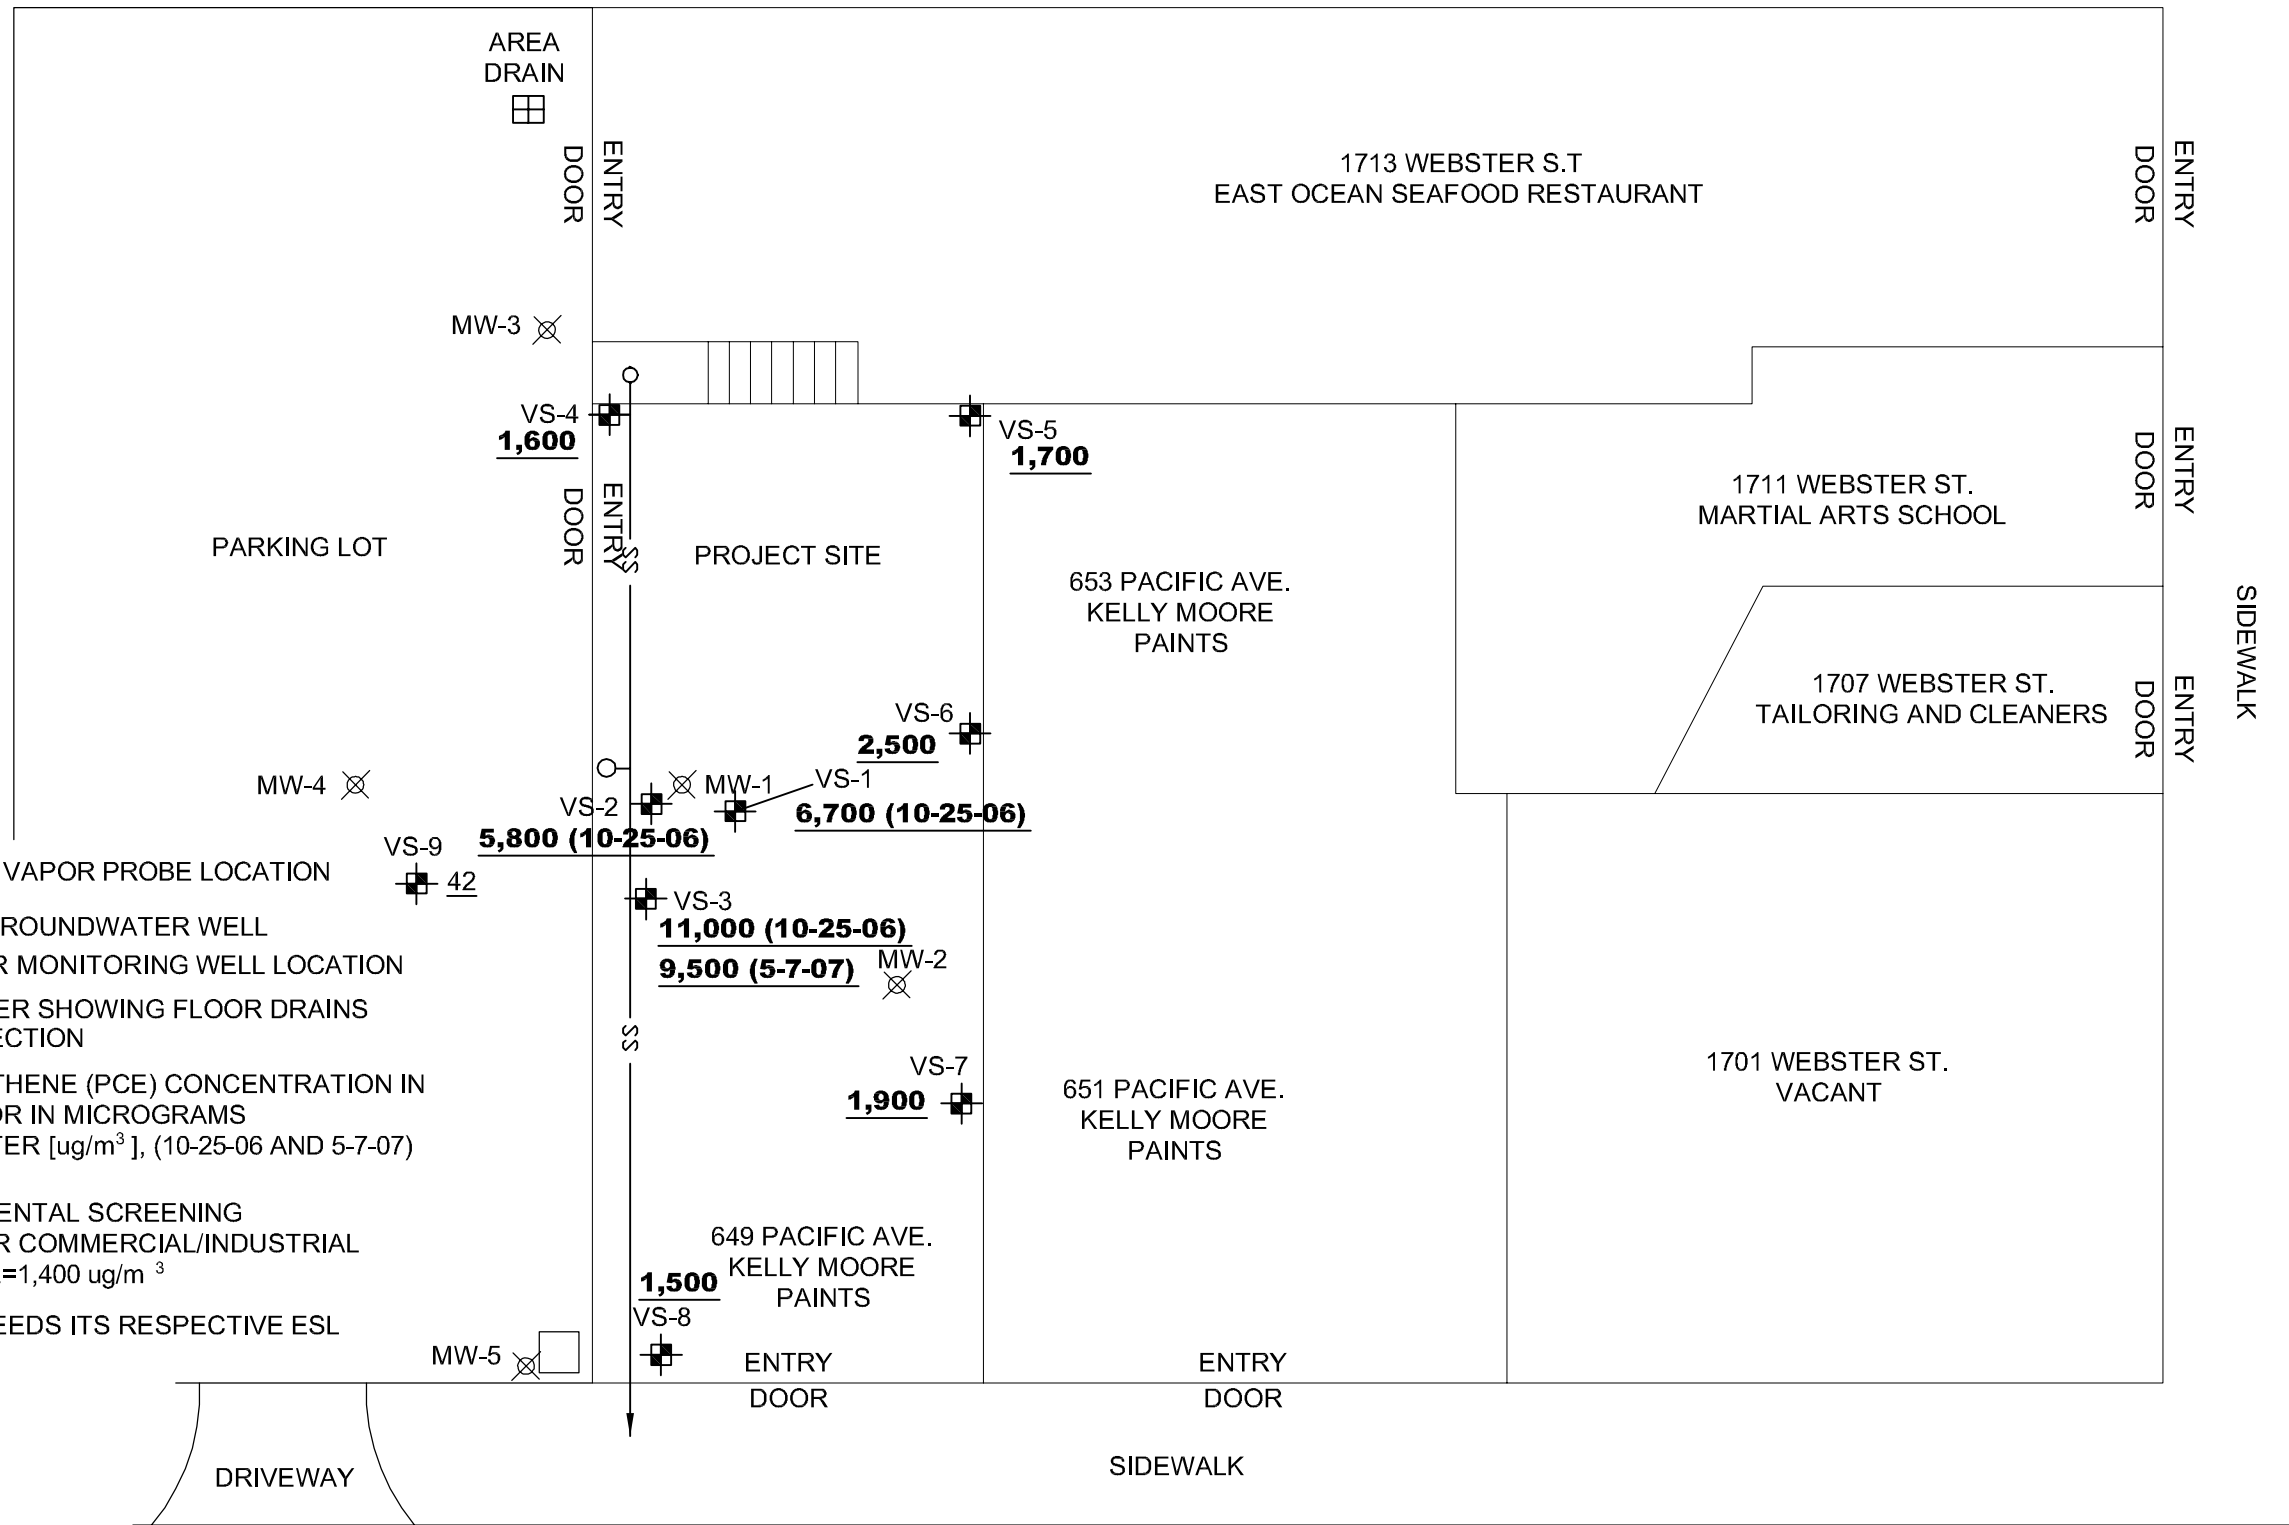 AREA
DRAIN
ENTRY
DOOR
1713 WEBSTER S.T
EAST OCEAN SEAFOOD RESTAURANT
ENTRY
DOOR
MW-3
VS-4
1,600
VS-5
1,700
ENTRY
DOOR
SS
PARKING LOT
PROJECT SITE
653 PACIFIC AVE.
KELLY MOORE
PAINTS
1711 WEBSTER ST.
MARTIAL ARTS SCHOOL
ENTRY
DOOR
SIDEWALK
1707 WEBSTER ST.
TAILORING AND CLEANERS
ENTRY
DOOR
VS-6
2,500
MW-4
MW-1
VS-1
6,700 (10-25-06)
VS-2
5,800 (10-25-06)
VS-9
42
VS-3
11,000 (10-25-06)
9,500 (5-7-07)
MW-2
SS
VS-7
1,900
651 PACIFIC AVE.
KELLY MOORE
PAINTS
1701 WEBSTER ST.
VACANT
649 PACIFIC AVE.
KELLY MOORE
PAINTS
1,500
VS-8
MW-5
ENTRY
DOOR
ENTRY
DOOR
DRIVEWAY
SIDEWALK
VAPOR PROBE LOCATION
ROUNDWATER WELL
R MONITORING WELL LOCATION
ER SHOWING FLOOR DRAINS
ECTION
THENE (PCE) CONCENTRATION IN
OR IN MICROGRAMS
TER [ug/m³], (10-25-06 AND 5-7-07)
ENTAL SCREENING
R COMMERCIAL/INDUSTRIAL
=1,400 ug/m ³
EEDS ITS RESPECTIVE ESL